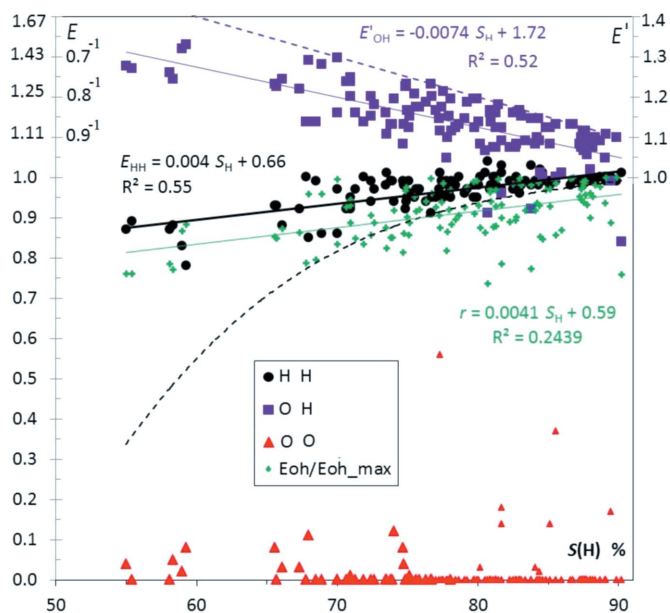 1.67 E E' 1.4
1.43 0.7⁻¹ 1.3
1.25 0.8⁻¹ 1.2
1.11 0.9⁻¹ 1.1
1.0 1.0
0.9
0.8
0.7
0.6
0.5
0.4
0.3
0.2
0.1
0.0
E'OH = -0.0074 SH + 1.72
R² = 0.52
EHH = 0.004 SH + 0.66
R² = 0.55
r = 0.0041 SH + 0.59
R² = 0.2439
H H
O H
O O
Eoh/Eoh_max
S(H) %
50 60 70 80 90